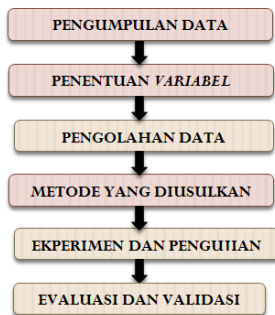 PENGUMPULAN DATA
PENENTUAN VARIABEL
PENGOLAHAN DATA
METODE YANG DIUSULKAN
EKPERIMEN DAN PENGUJIAN
EVALUASI DAN VALIDASI